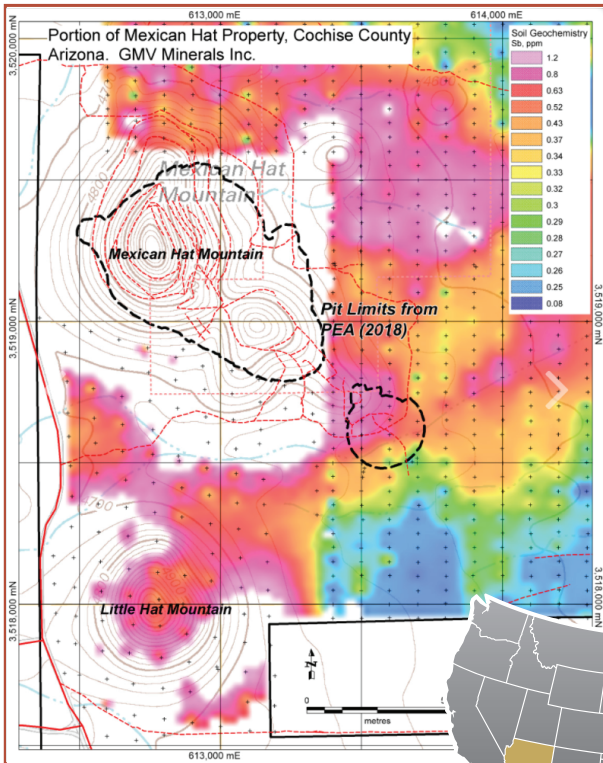 613,000 mE
614,000 mE
3,520,000 mN
Portion of Mexican Hat Property, Cochise County
Arizona. GMV Minerals Inc.
Soil Geochemistry
Sb, ppm
1.2
0.8
0.63
0.52
0.43
0.37
0.34
0.33
0.32
0.3
0.29
0.28
0.27
0.26
0.25
0.08
4800
Mexican Hat
Mountain
Mexican Hat Mountain
3,519,000 mN
3,519,000 mN
Pit Limits from
PEA (2018)
4700
3,518,000 mN
Little Hat Mountain
3,518,000 mN
N
0
metres
613,000 mE